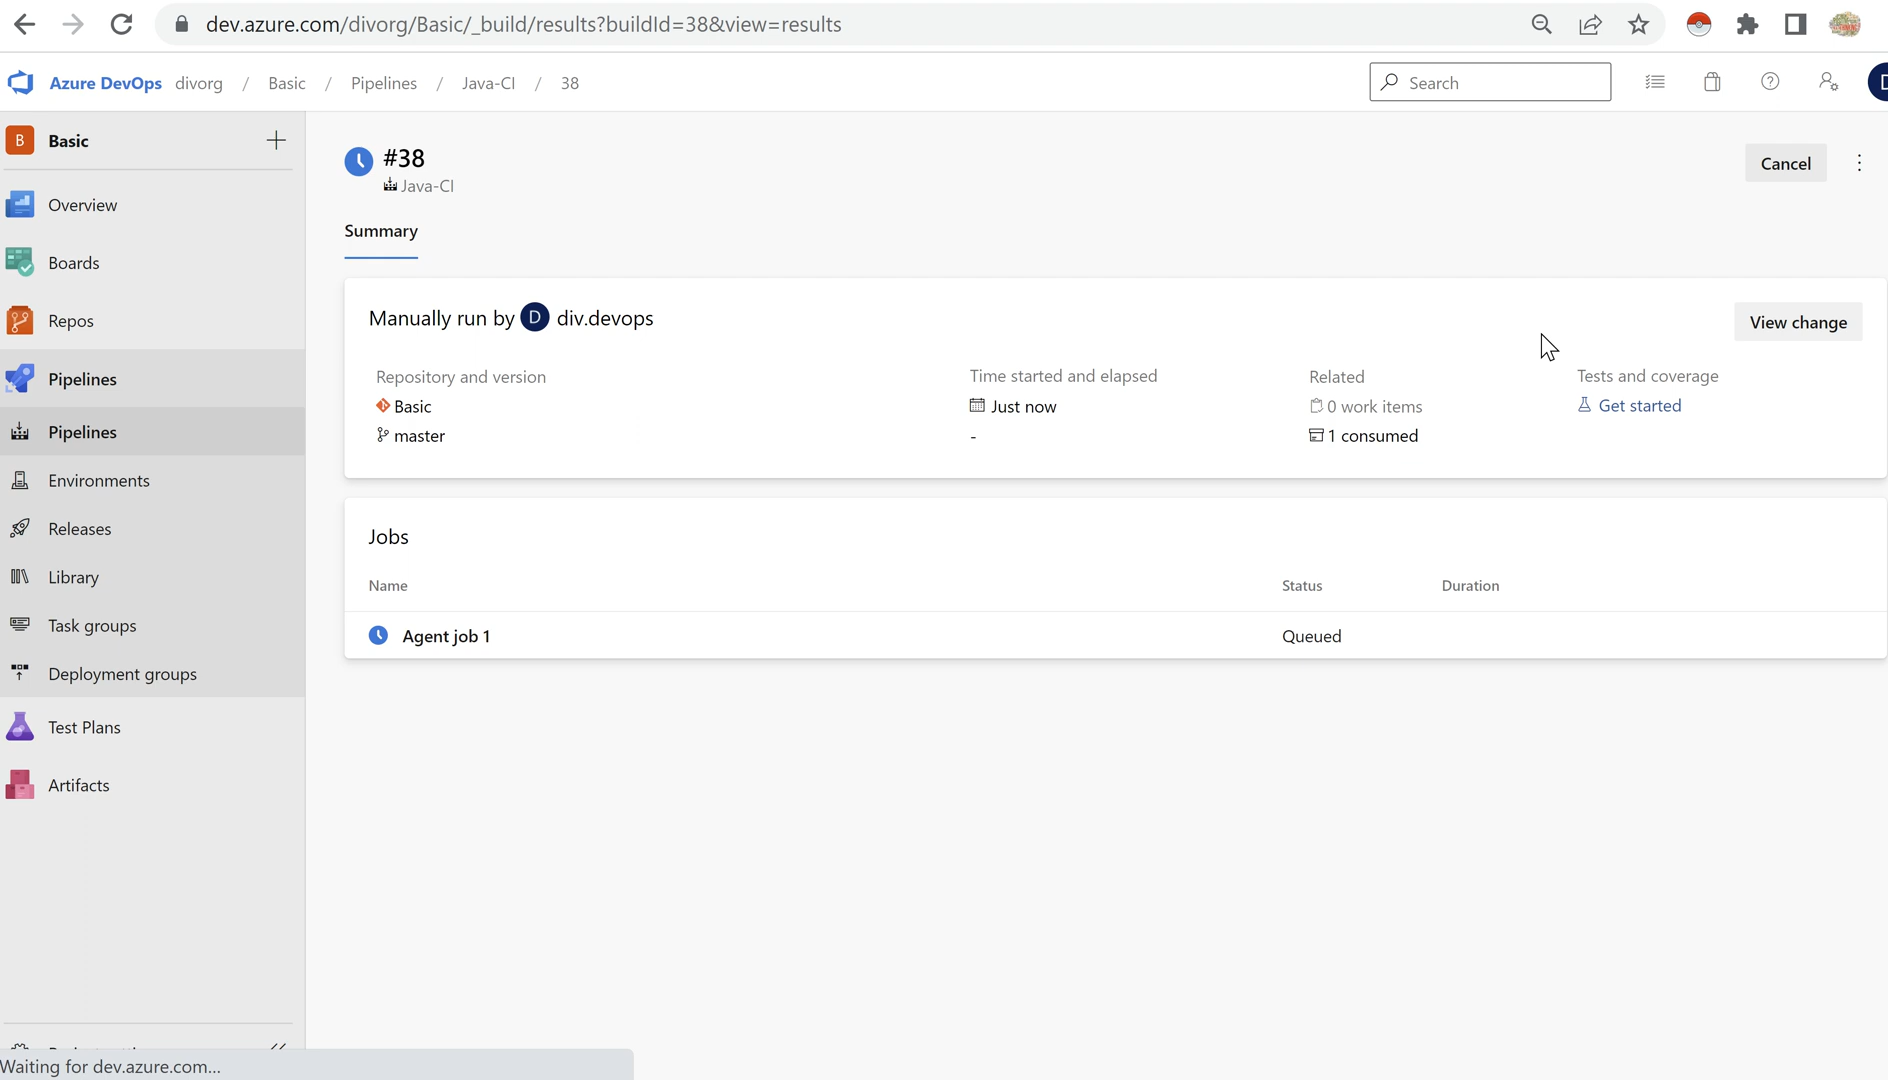 dev.azure.com/divorg/Basic/_build/results?buildId=38&view=results
Azure DevOps divorg / Basic / Pipelines / Java-CI / 38
Search
D
B Basic
Overview
Boards
Repos
Pipelines
Pipelines
Environments
Releases
Library
Task groups
Deployment groups
Test Plans
Artifacts
Waiting for dev.azure.com...
#38
Java-CI
Cancel
Summary
Manually run by D div.devops
View change
Repository and version
Basic
master
Time started and elapsed
Just now
-
Related
0 work items
1 consumed
Tests and coverage
Get started
Jobs
Name Status Duration
Agent job 1 Queued